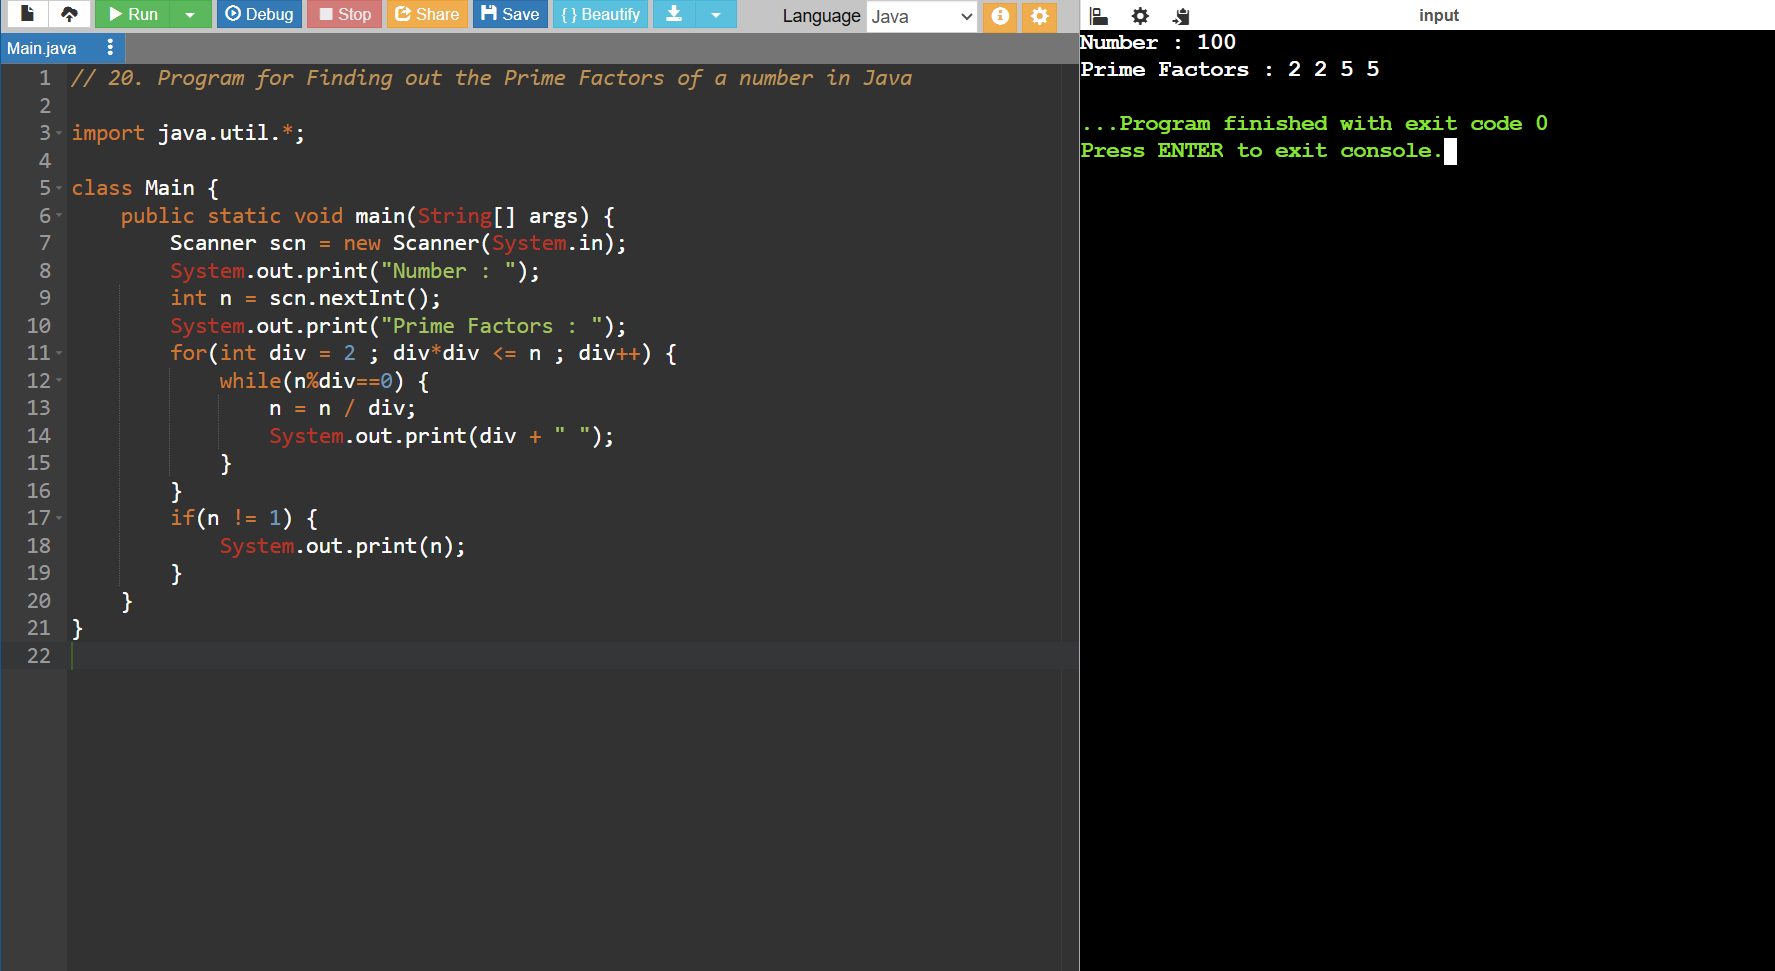 Run Debug Stop Share Save { } Beautify Language Java
Main.java
1 // 20. Program for Finding out the Prime Factors of a number in Java
2
3 import java.util.*;
4
5 class Main {
6     public static void main(String[] args) {
7         Scanner scn = new Scanner(System.in);
8         System.out.print("Number : ");
9         int n = scn.nextInt();
10         System.out.print("Prime Factors : ");
11         for(int div = 2 ; div*div <= n ; div++) {
12             while(n%div==0) {
13                 n = n / div;
14                 System.out.print(div + " ");
15             }
16         }
17         if(n != 1) {
18             System.out.print(n);
19         }
20     }
21 }
22
input
Number : 100
Prime Factors : 2 2 5 5
...Program finished with exit code 0
Press ENTER to exit console.